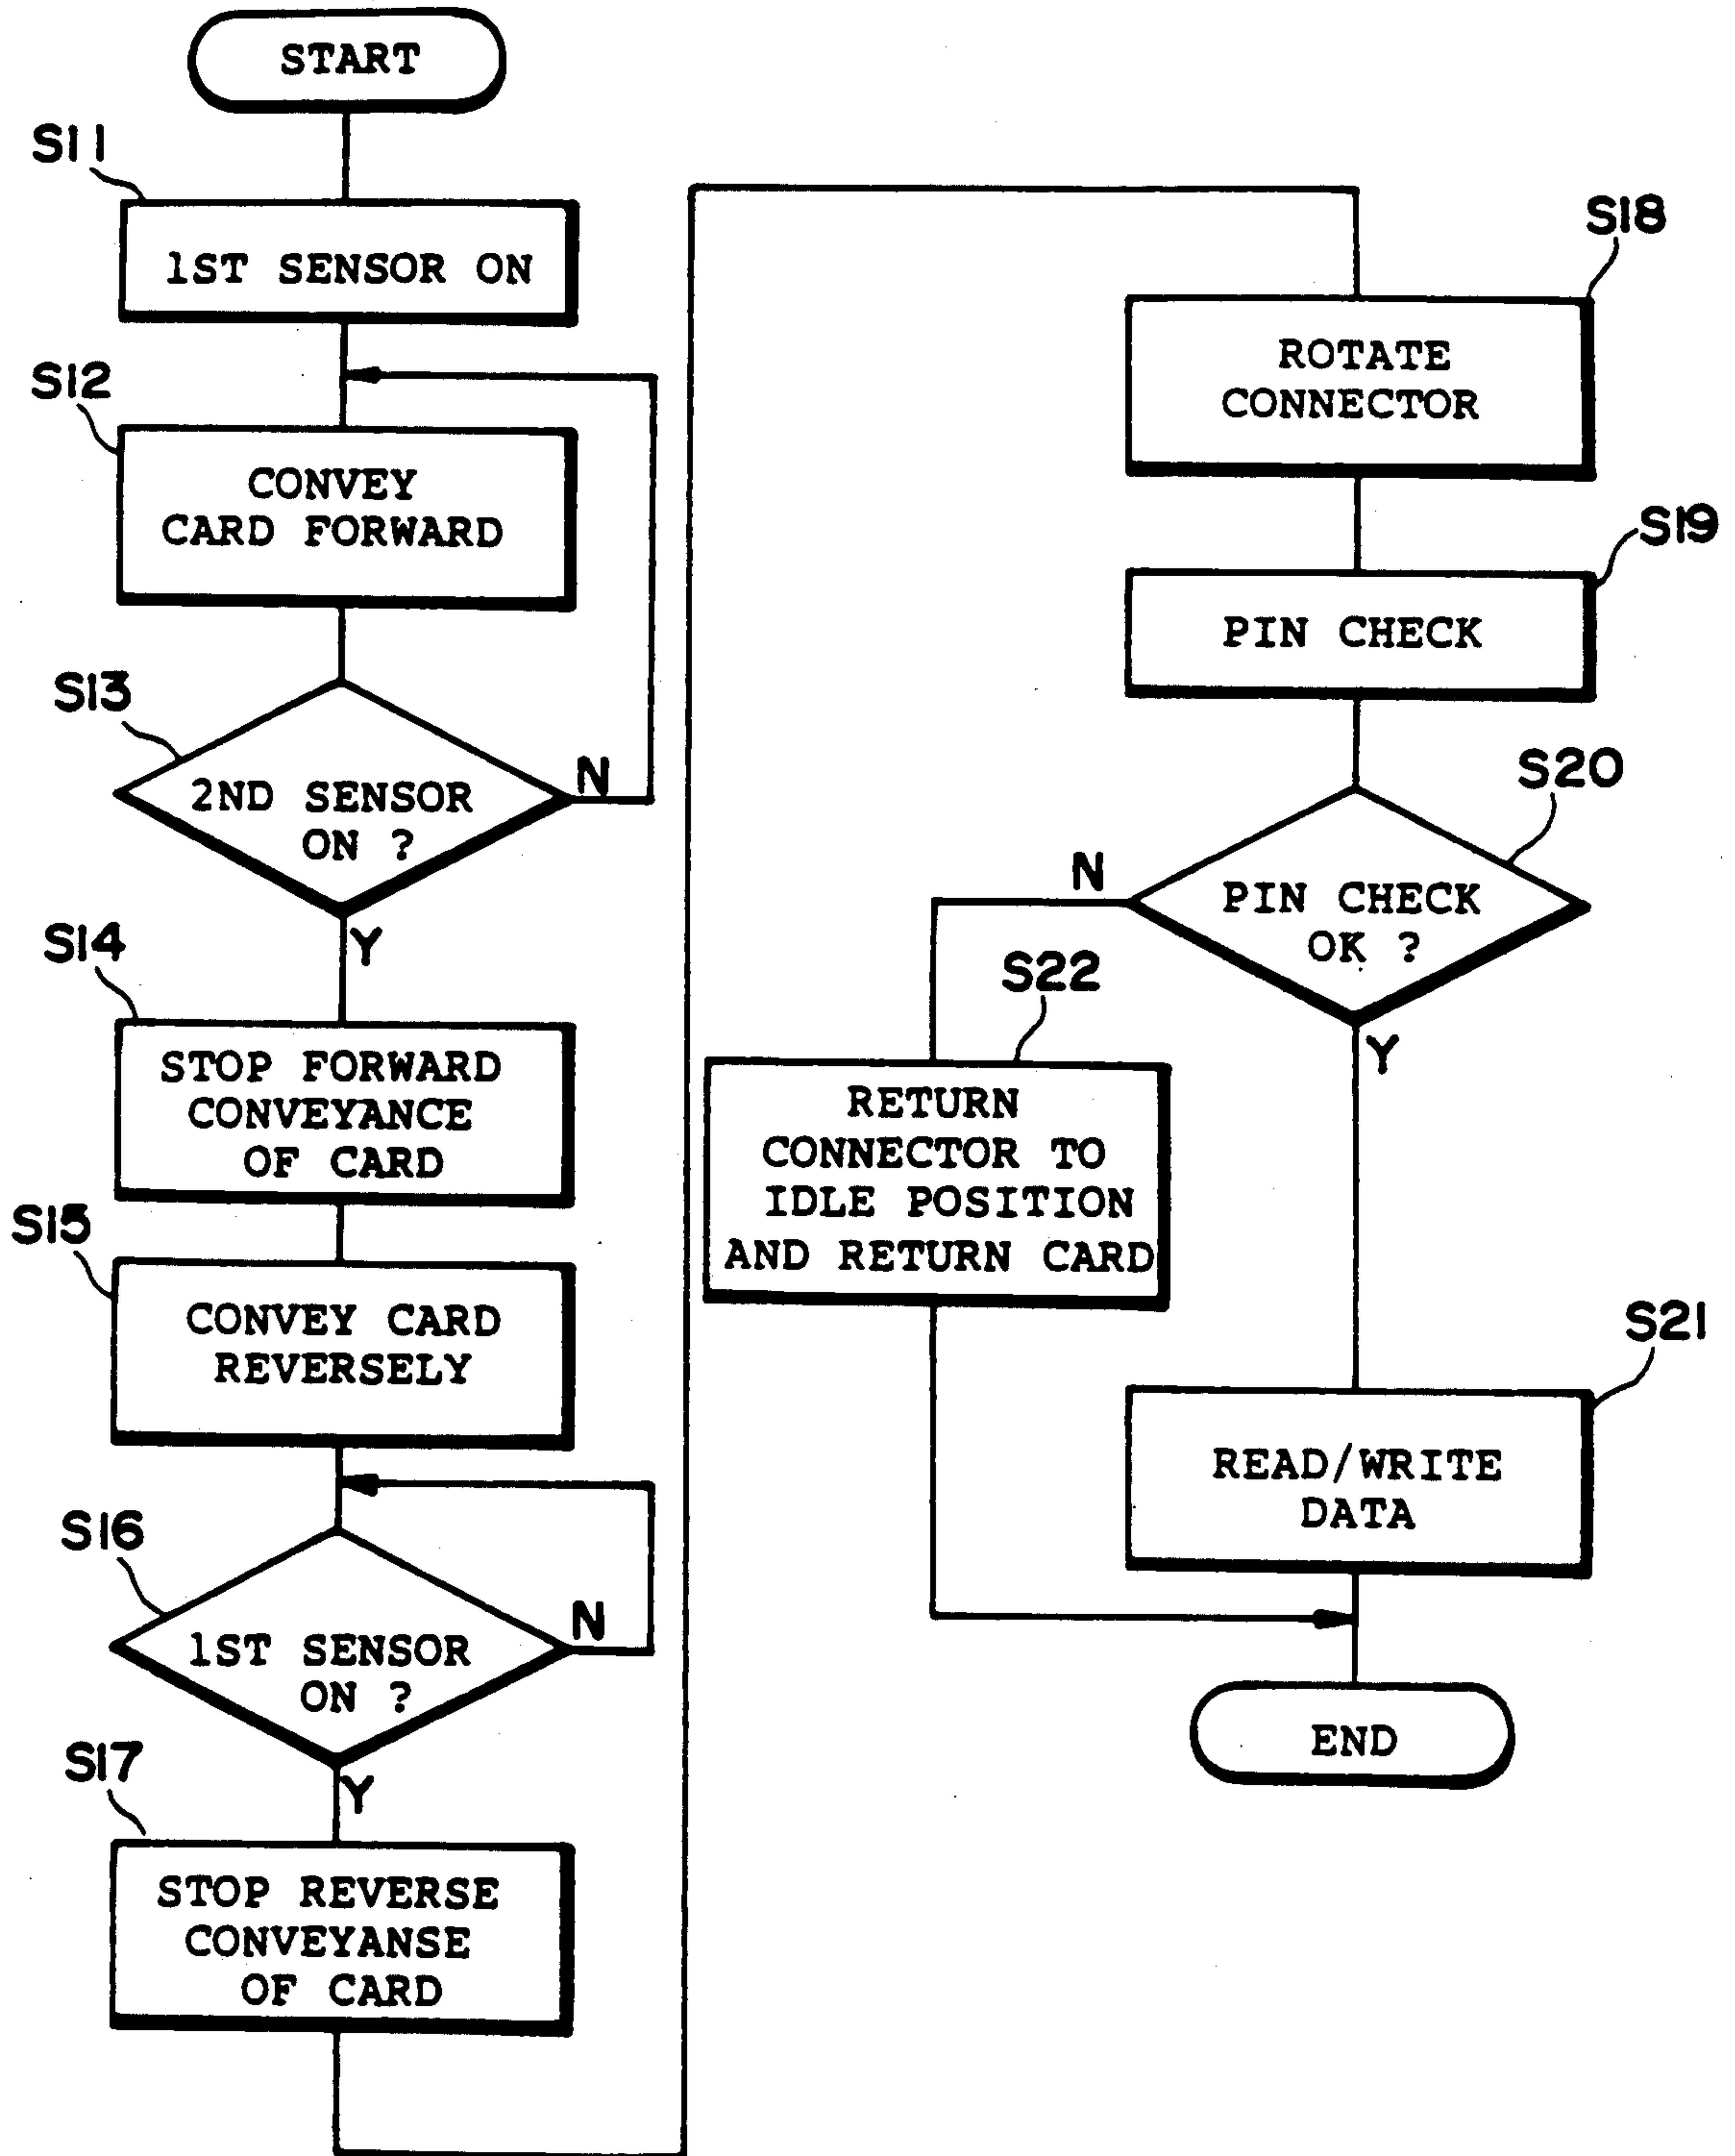 START
S11
1ST SENSOR ON
S12
CONVEY
CARD FORWARD
S13
2ND SENSOR
ON ?
N
Y
S14
STOP FORWARD
CONVEYANCE
OF CARD
S15
CONVEY CARD
REVERSELY
S16
1ST SENSOR
ON ?
N
Y
S17
STOP REVERSE
CONVEYANSE
OF CARD
S18
ROTATE
CONNECTOR
S19
PIN CHECK
S20
PIN CHECK
OK ?
N
Y
S22
RETURN
CONNECTOR TO
IDLE POSITION
AND RETURN CARD
S21
READ/WRITE
DATA
END